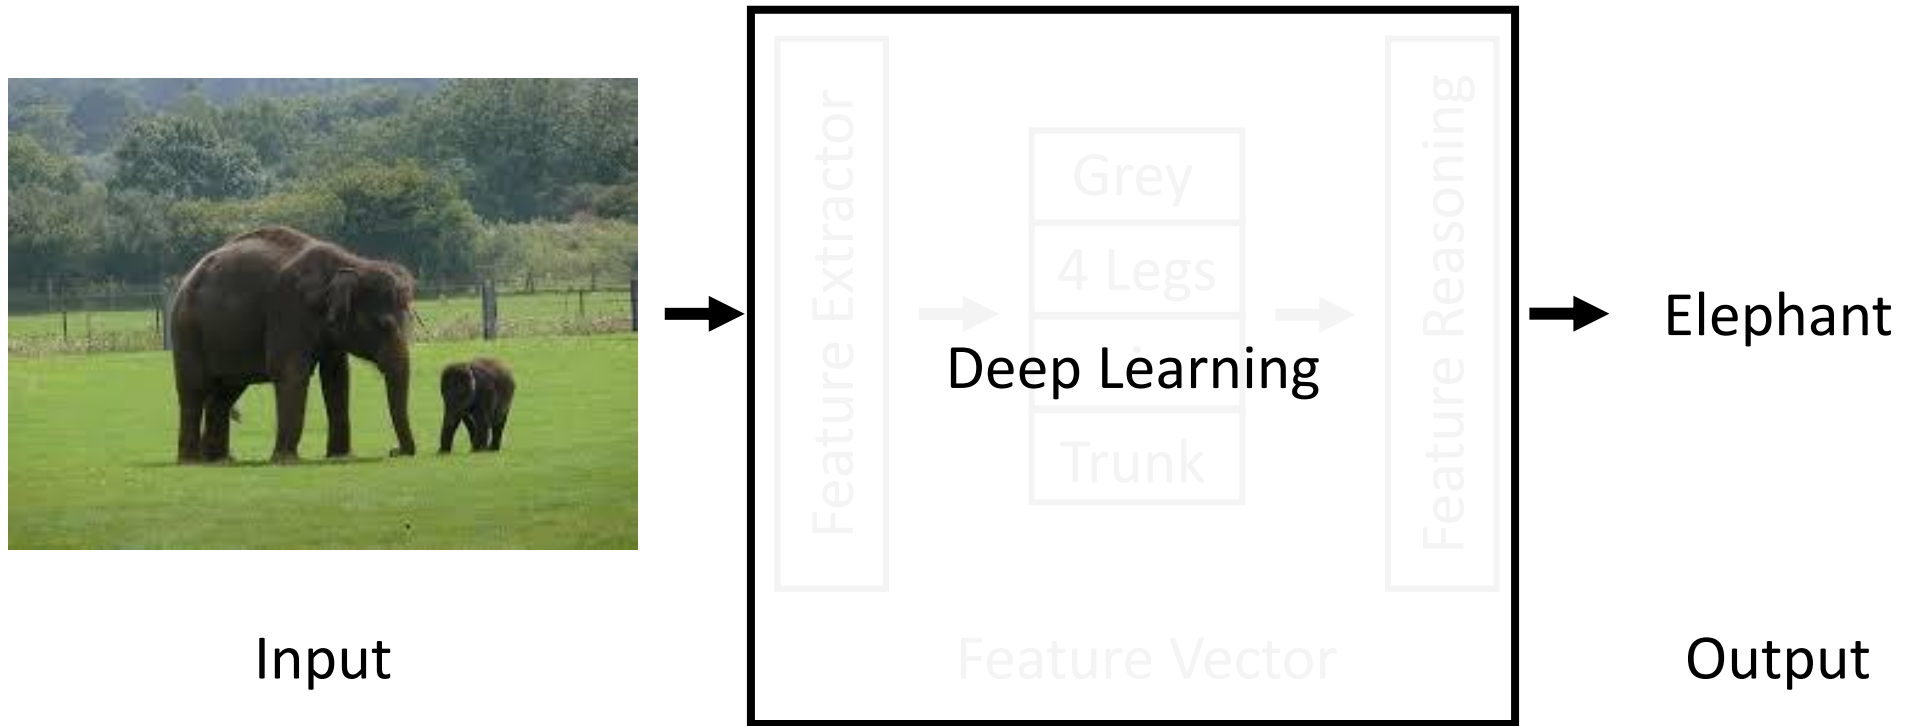 Feature Extractor
Grey
4 Legs
Trunk
Feature Reasoning
Deep Learning
Elephant
Input
Feature Vector
Output